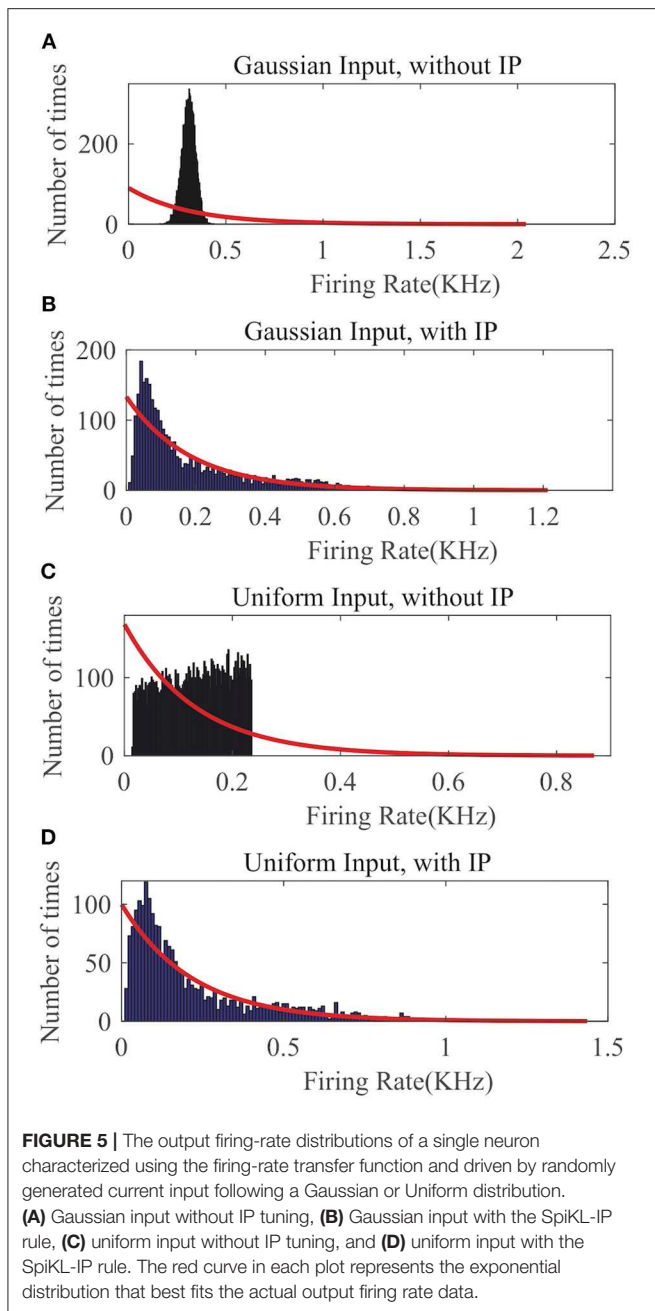 A
Gaussian Input, without IP
Number of times
200
0
0
0.5
1
1.5
2
2.5
Firing Rate(KHz)
B
Gaussian Input, with IP
Number of times
200
100
0
0
0.2
0.4
0.6
0.8
1
1.2
Firing Rate(KHz)
C
Uniform Input, without IP
Number of times
100
0
0
0.2
0.4
0.6
0.8
Firing Rate(KHz)
D
Uniform Input, with IP
Number of times
100
50
0
0
0.5
1
1.5
Firing Rate(KHz)
FIGURE 5 | The output firing-rate distributions of a single neuron
characterized using the firing-rate transfer function and driven by randomly
generated current input following a Gaussian or Uniform distribution.
(A) Gaussian input without IP tuning, (B) Gaussian input with the SpiKL-IP
rule, (C) uniform input without IP tuning, and (D) uniform input with the
SpiKL-IP rule. The red curve in each plot represents the exponential
distribution that best fits the actual output firing rate data.